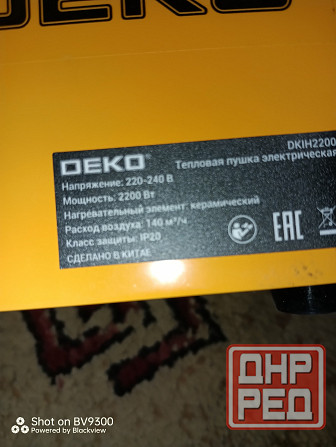 DEKO
DKIH2200
DEKO®
Тепловая пушка электрическая
Напряжение: 220-240 В
Мощность: 2200 Вт
Нагревательный элемент: керамический
Расход воздуха: 140 м³/ч
Класс защиты: IP20
СДЕЛАНО В КИТАЕ
EAC
ДНР
РЕД
Shot on BV9300
Powered by Blackview